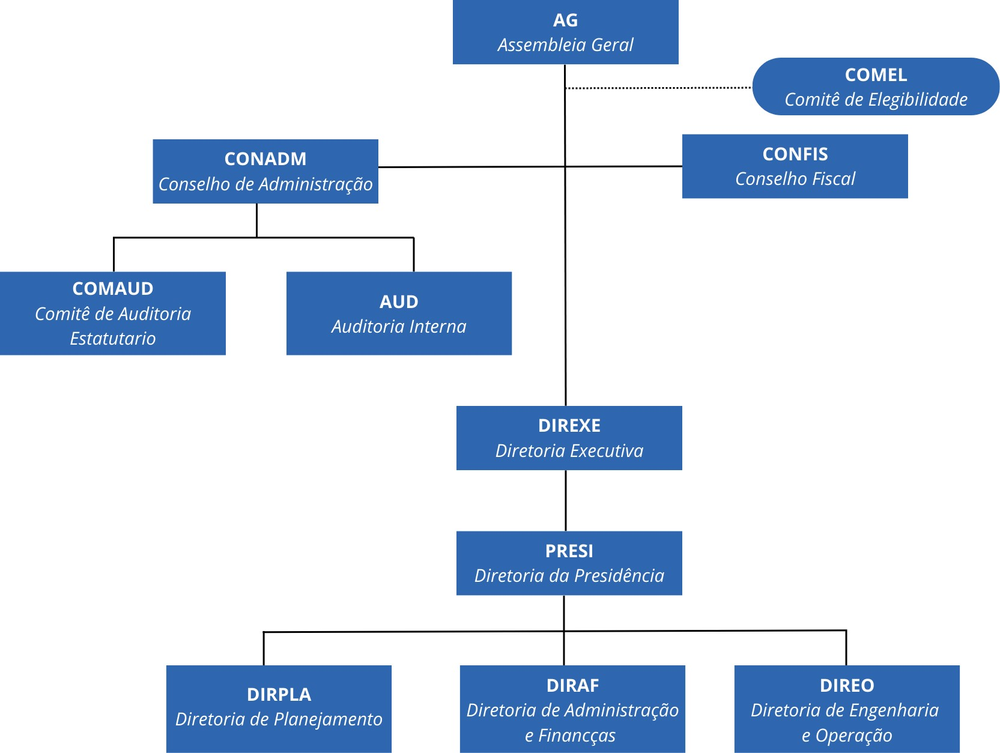 AG
Assembleia Geral
COMEL
Comitê de Elegibilidade
CONADM
Conselho de Administração
CONFIS
Conselho Fiscal
COMAUD
Comitê de Auditoria
Estatutario
AUD
Auditoria Interna
DIREXE
Diretoria Executiva
PRESI
Diretoria da Presidência
DIRPLA
Diretoria de Planejamento
DIRAF
Diretoria de Administração
e Financças
DIREO
Diretoria de Engenharia
e Operação